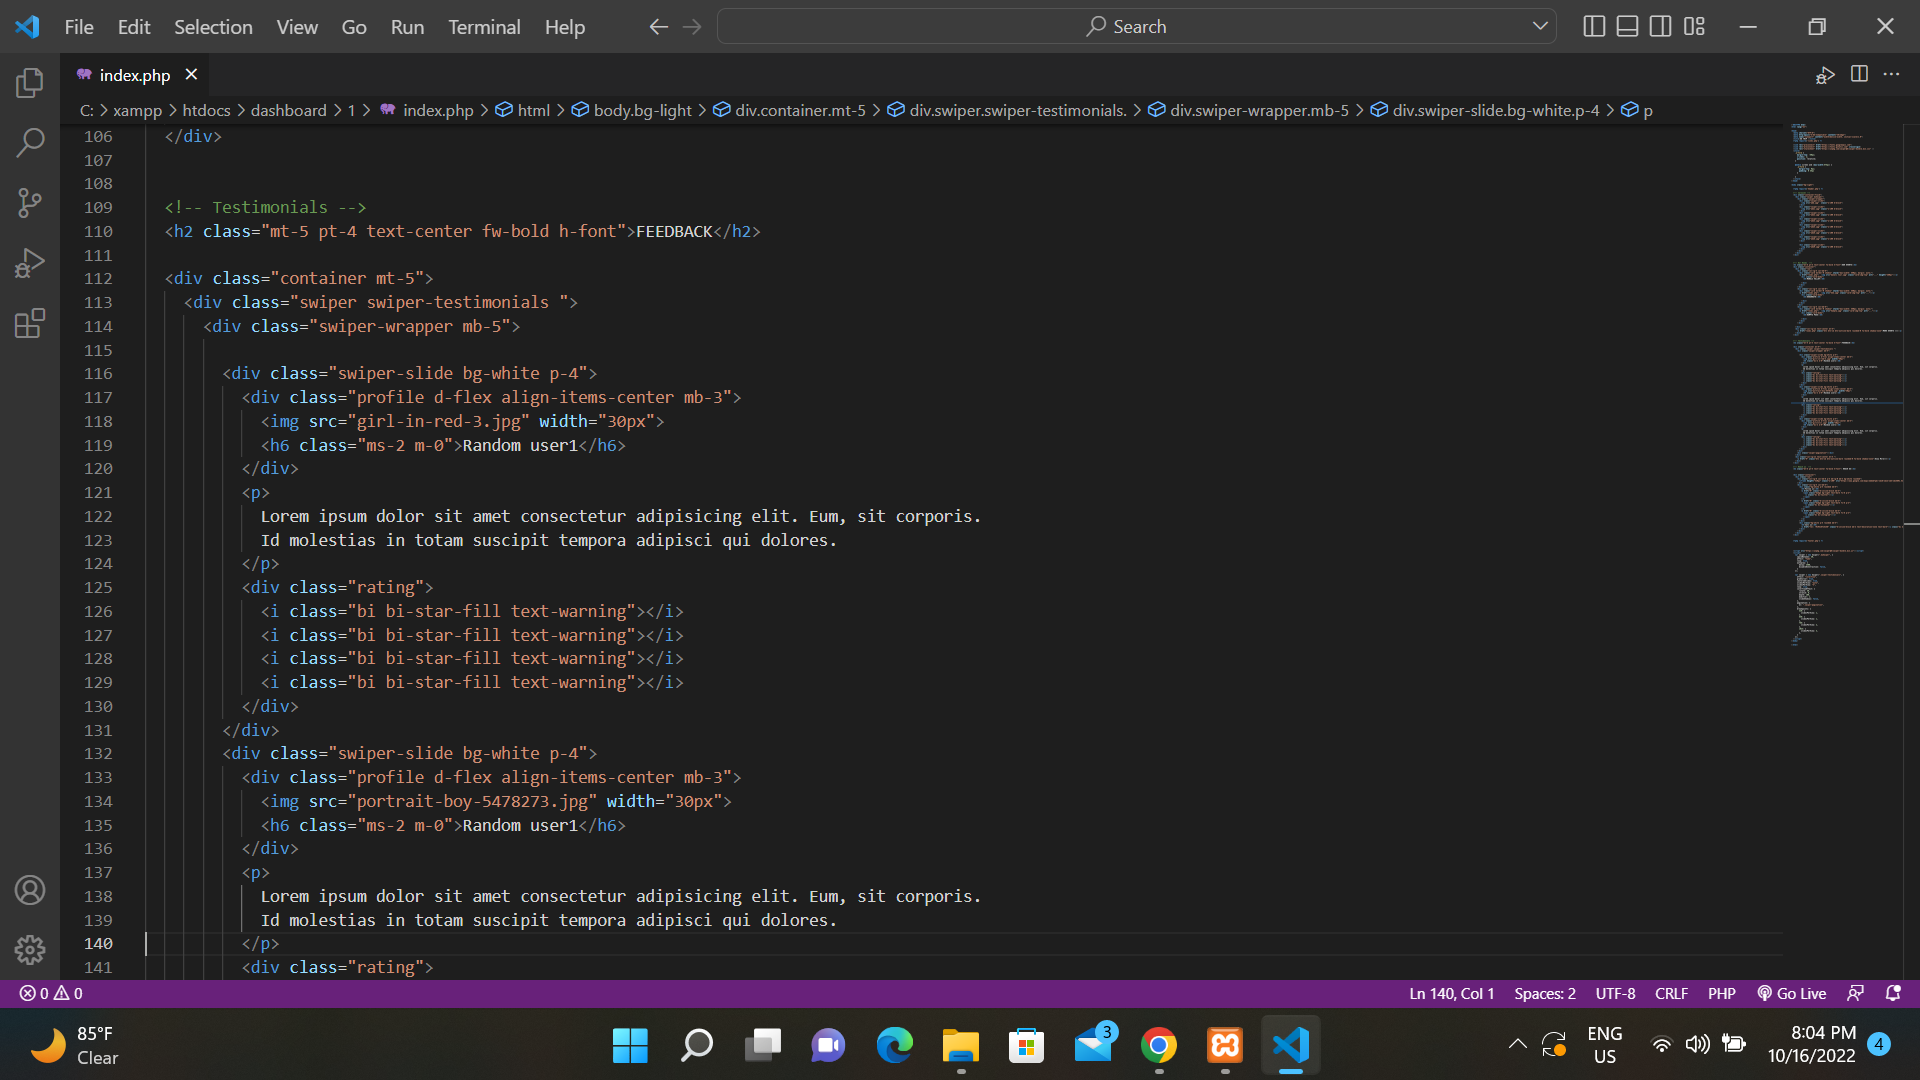 File Edit Selection View Go Run Terminal Help Search
index.php
C: > xampp > htdocs > dashboard > 1 > index.php > html > body.bg-light > div.container.mt-5 > div.swiper.swiper-testimonials. > div.swiper-wrapper.mb-5 > div.swiper-slide.bg-white.p-4 > p
106 </div>
107
108
109 <!-- Testimonials -->
110 <h2 class="mt-5 pt-4 text-center fw-bold h-font">FEEDBACK</h2>
111
112 <div class="container mt-5">
113 <div class="swiper swiper-testimonials ">
114 <div class="swiper-wrapper mb-5">
115
116 <div class="swiper-slide bg-white p-4">
117 <div class="profile d-flex align-items-center mb-3">
118 <img src="girl-in-red-3.jpg" width="30px">
119 <h6 class="ms-2 m-0">Random user1</h6>
120 </div>
121 <p>
122 Lorem ipsum dolor sit amet consectetur adipisicing elit. Eum, sit corporis.
123 Id molestias in totam suscipit tempora adipisci qui dolores.
124 </p>
125 <div class="rating">
126 <i class="bi bi-star-fill text-warning"></i>
127 <i class="bi bi-star-fill text-warning"></i>
128 <i class="bi bi-star-fill text-warning"></i>
129 <i class="bi bi-star-fill text-warning"></i>
130 </div>
131 </div>
132 <div class="swiper-slide bg-white p-4">
133 <div class="profile d-flex align-items-center mb-3">
134 <img src="portrait-boy-5478273.jpg" width="30px">
135 <h6 class="ms-2 m-0">Random user1</h6>
136 </div>
137 <p>
138 Lorem ipsum dolor sit amet consectetur adipisicing elit. Eum, sit corporis.
139 Id molestias in totam suscipit tempora adipisci qui dolores.
140 </p>
141 <div class="rating">
0 0 Ln 140, Col 1 Spaces: 2 UTF-8 CRLF PHP Go Live
85°F
Clear
3
ENG
US
8:04 PM
10/16/2022
4